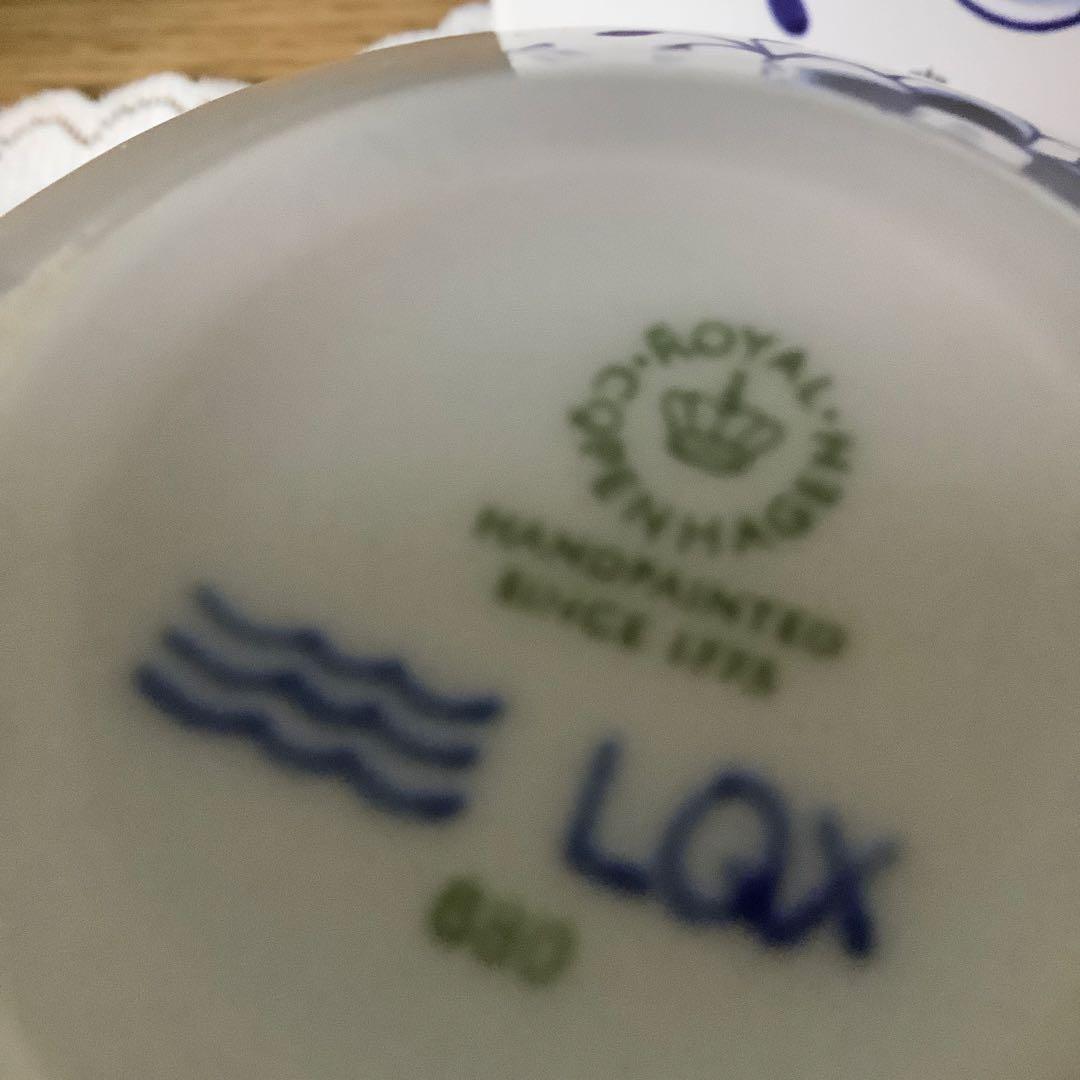 ROYAL · COPENHAGEN ·
HANDPAINTED
SINCE 1775
LQX